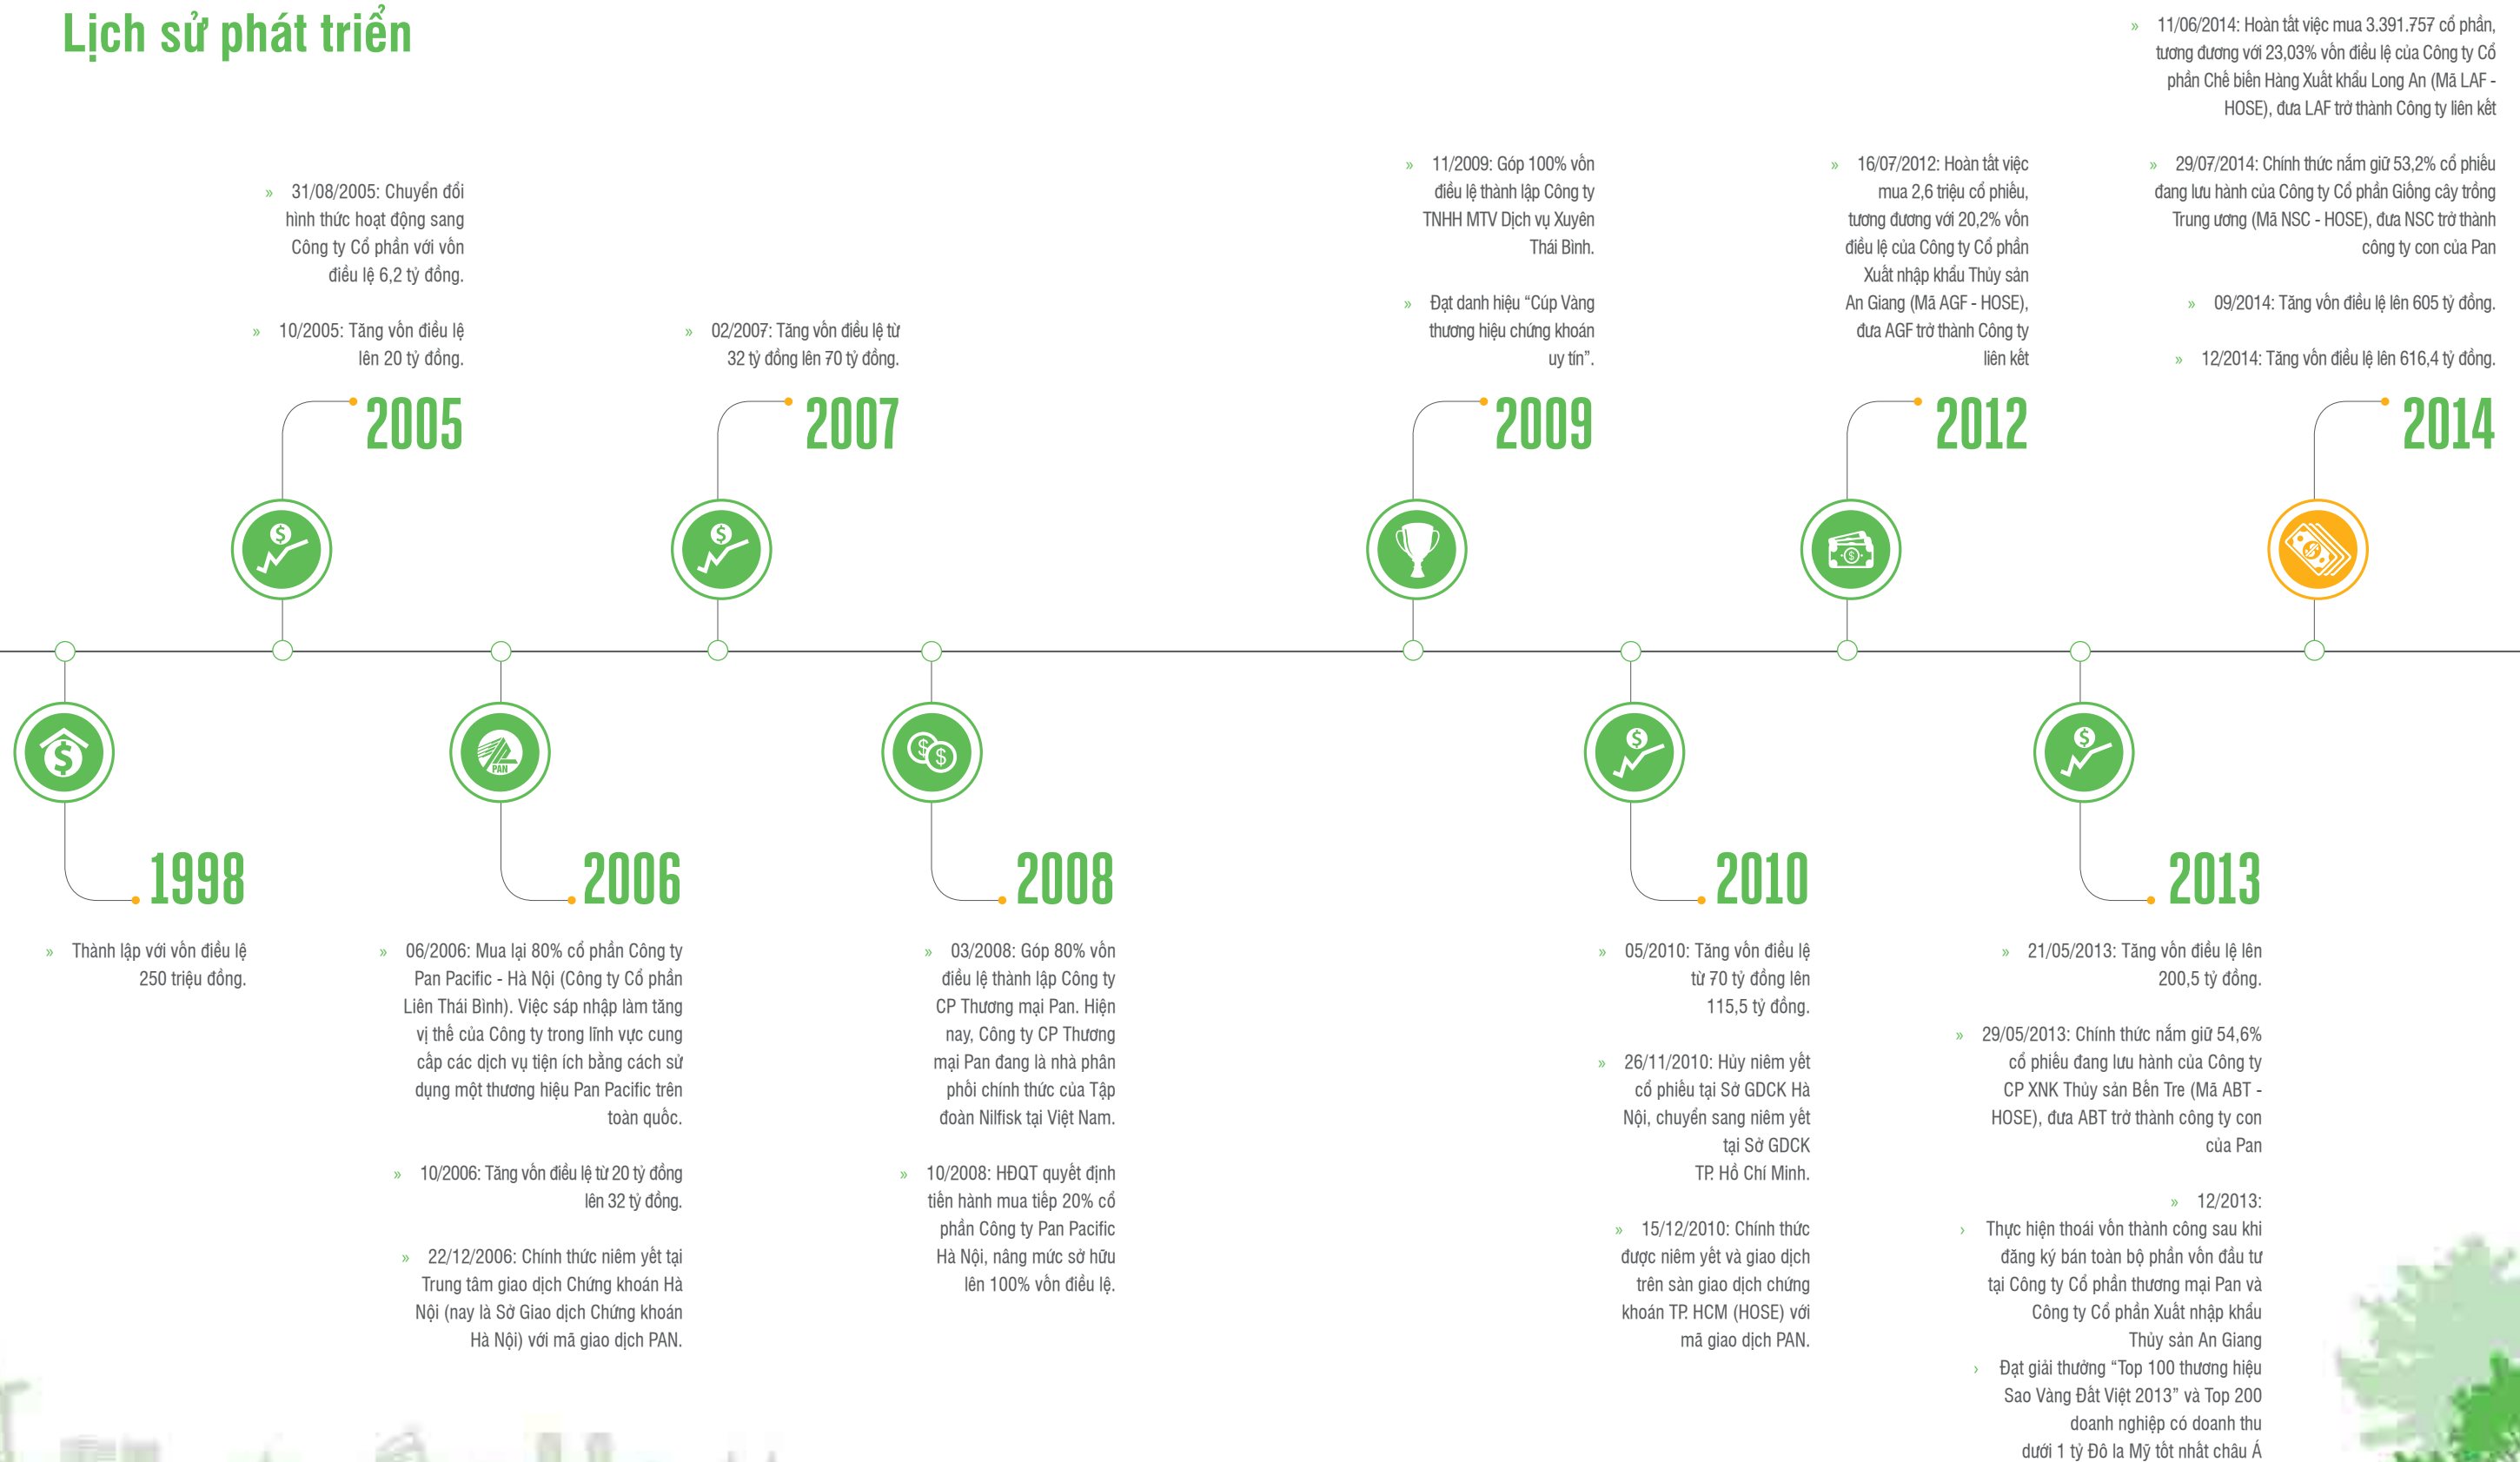 Lịch sử phát triển
1998
» Thành lập với vốn điều lệ
250 triệu đồng.
» 31/08/2005: Chuyển đổi
hình thức hoạt động sang
Công ty Cổ phần với vốn
điều lệ 6,2 tỷ đồng.
» 10/2005: Tăng vốn điều lệ
lên 20 tỷ đồng.
2005
PAN
2006
» 06/2006: Mua lại 80% cổ phần Công ty
Pan Pacific - Hà Nội (Công ty Cổ phần
Liên Thái Bình). Việc sáp nhập làm tăng
vị thế của Công ty trong lĩnh vực cung
cấp các dịch vụ tiện ích bằng cách sử
dụng một thương hiệu Pan Pacific trên
toàn quốc.
» 10/2006: Tăng vốn điều lệ từ 20 tỷ đồng
lên 32 tỷ đồng.
» 22/12/2006: Chính thức niêm yết tại
Trung tâm giao dịch Chứng khoán Hà
Nội (nay là Sở Giao dịch Chứng khoán
Hà Nội) với mã giao dịch PAN.
» 02/2007: Tăng vốn điều lệ từ
32 tỷ đồng lên 70 tỷ đồng.
2007
2008
» 03/2008: Góp 80% vốn
điều lệ thành lập Công ty
CP Thương mại Pan. Hiện
nay, Công ty CP Thương
mại Pan đang là nhà phân
phối chính thức của Tập
đoàn Nilfisk tại Việt Nam.
» 10/2008: HĐQT quyết định
tiến hành mua tiếp 20% cổ
phần Công ty Pan Pacific
Hà Nội, nâng mức sở hữu
lên 100% vốn điều lệ.
» 11/2009: Góp 100% vốn
điều lệ thành lập Công ty
TNHH MTV Dịch vụ Xuyên
Thái Bình.
» Đạt danh hiệu “Cúp Vàng
thương hiệu chứng khoán
uy tín”.
2009
2010
» 05/2010: Tăng vốn điều lệ
từ 70 tỷ đồng lên
115,5 tỷ đồng.
» 26/11/2010: Hủy niêm yết
cổ phiếu tại Sở GDCK Hà
Nội, chuyển sang niêm yết
tại Sở GDCK
TP. Hồ Chí Minh.
» 15/12/2010: Chính thức
được niêm yết và giao dịch
trên sàn giao dịch chứng
khoán TP. HCM (HOSE) với
mã giao dịch PAN.
» 16/07/2012: Hoàn tất việc
mua 2,6 triệu cổ phiếu,
tương đương với 20,2% vốn
điều lệ của Công ty Cổ phần
Xuất nhập khẩu Thủy sản
An Giang (Mã AGF - HOSE),
đưa AGF trở thành Công ty
liên kết
2012
2013
» 21/05/2013: Tăng vốn điều lệ lên
200,5 tỷ đồng.
» 29/05/2013: Chính thức nắm giữ 54,6%
cổ phiếu đang lưu hành của Công ty
CP XNK Thủy sản Bến Tre (Mã ABT -
HOSE), đưa ABT trở thành công ty con
của Pan
» 12/2013:
› Thực hiện thoái vốn thành công sau khi
đăng ký bán toàn bộ phần vốn đầu tư
tại Công ty Cổ phần thương mại Pan và
Công ty Cổ phần Xuất nhập khẩu
Thủy sản An Giang
› Đạt giải thưởng “Top 100 thương hiệu
Sao Vàng Đất Việt 2013” và Top 200
doanh nghiệp có doanh thu
dưới 1 tỷ Đô la Mỹ tốt nhất châu Á
» 11/06/2014: Hoàn tất việc mua 3.391.757 cổ phần,
tương đương với 23,03% vốn điều lệ của Công ty Cổ
phần Chế biến Hàng Xuất khẩu Long An (Mã LAF -
HOSE), đưa LAF trở thành Công ty liên kết
» 29/07/2014: Chính thức nắm giữ 53,2% cổ phiếu
đang lưu hành của Công ty Cổ phần Giống cây trồng
Trung ương (Mã NSC - HOSE), đưa NSC trở thành
công ty con của Pan
» 09/2014: Tăng vốn điều lệ lên 605 tỷ đồng.
» 12/2014: Tăng vốn điều lệ lên 616,4 tỷ đồng.
2014